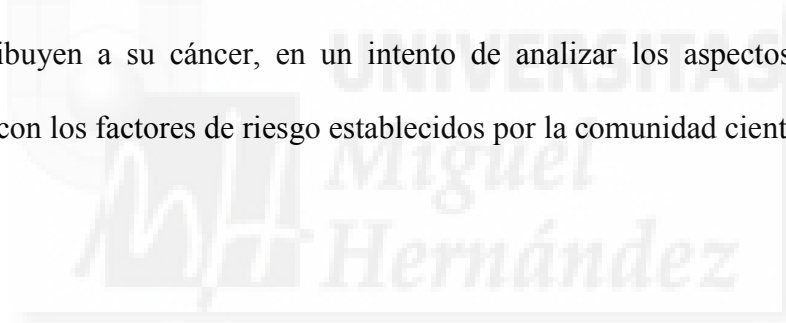 ibuyen a su cáncer, en un intento de analizar los aspectos
con los factores de riesgo establecidos por la comunidad cient
UNIVERSITAS
Miguel
Hernández